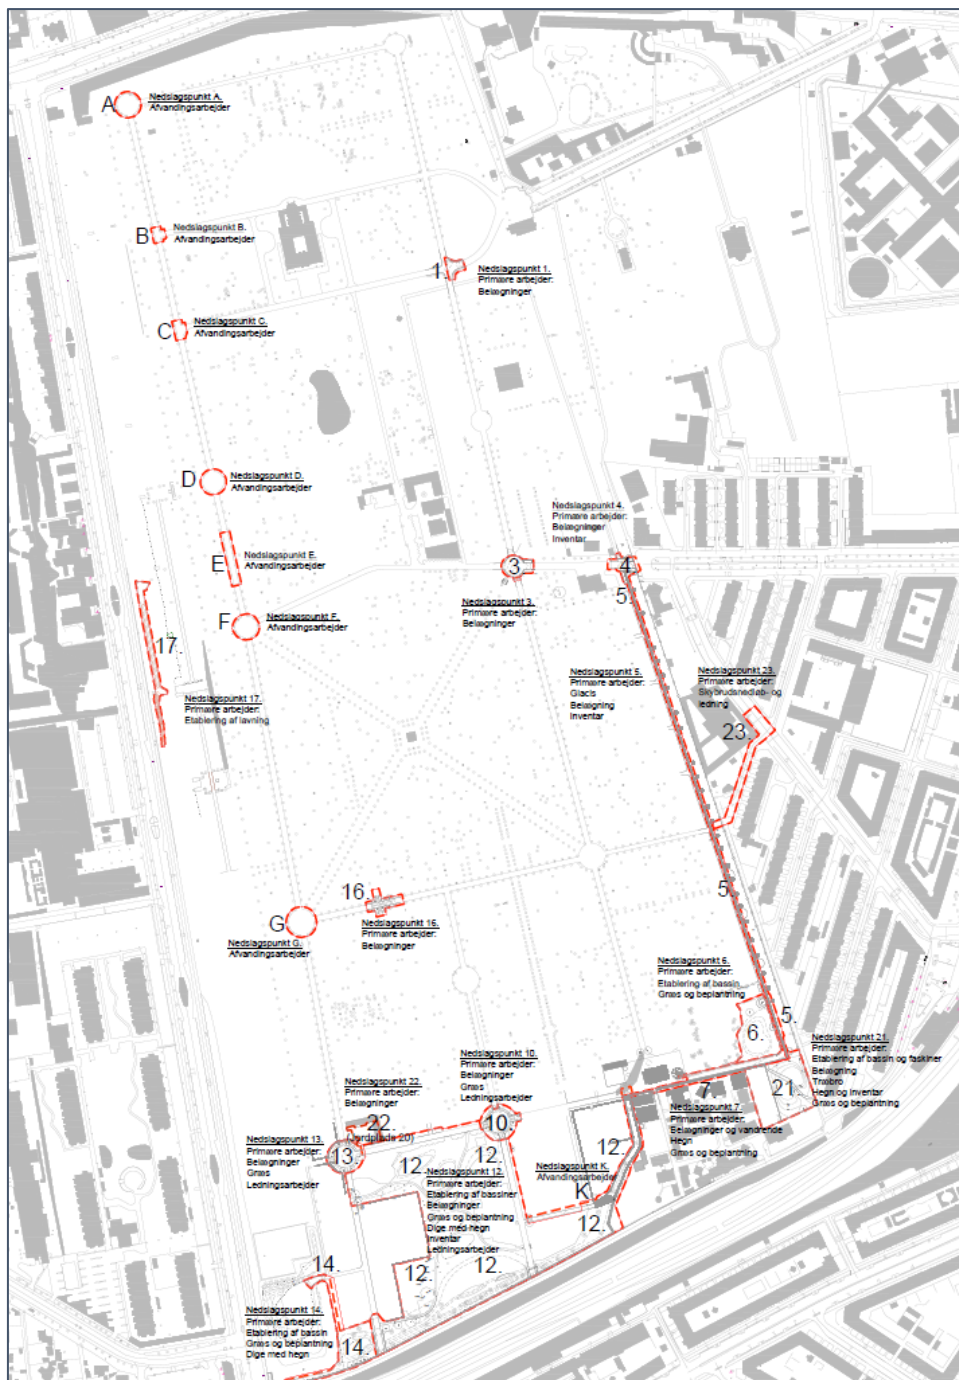 A
Nedslagspunkt A.
Afvandingsarbejder
B
Nedslagspunkt B.
Afvandingsarbejder
1.
Nedslagspunkt 1.
Primære arbejder:
Belægninger
C
Nedslagspunkt C.
Afvandingsarbejder
D
Nedslagspunkt D.
Afvandingsarbejder
Nedslagspunkt 4.
Primære arbejder:
Belægninger
Inventar
E
Nedslagspunkt E.
Afvandingsarbejder
3.
4.
5.
Nedslagspunkt 3.
Primære arbejder:
Belægninger
F
Nedslagspunkt F.
Afvandingsarbejder
17.
Nedslagspunkt 17.
Primære arbejder:
Etablering af lavning
Nedslagspunkt 5.
Primære arbejder:
Glacis
Belægning
Inventar
Nedslagspunkt 23.
Primære arbejder:
Skybrudsnedløb- og
ledning
23.
5.
16.
Nedslagspunkt 16.
Primære arbejder:
Belægninger
G
Nedslagspunkt G.
Afvandingsarbejder
Nedslagspunkt 6.
Primære arbejder:
Etablering af bassin
Græs og beplantning
6.
5.
Nedslagspunkt 21.
Primære arbejder:
Etablering af bassin og faskiner
Belægning
Træbro
Hegn og inventar
Græs og beplantning
21.
7
Nedslagspunkt 7.
Primære arbejder:
Belægninger og vandrende
Hegn
Græs og beplantning
Nedslagspunkt 10.
Primære arbejder:
Belægninger
Græs
Ledningsarbejder
10.
Nedslagspunkt 22.
Primære arbejder:
Belægninger
22.
(Jordplads 20)
Nedslagspunkt 13.
Primære arbejder:
Belægninger
Græs
Ledningsarbejder
13.
12.
12.
12.
Nedslagspunkt 12.
Primære arbejder:
Etablering af bassiner
Belægninger
Græs og beplantning
Dige med hegn
Inventar
Ledningsarbejder
Nedslagspunkt K.
Afvandingsarbejder
K
12.
12.
12.
14.
Nedslagspunkt 14.
Primære arbejder:
Etablering af bassin
Græs og beplantning
Dige med hegn
14.